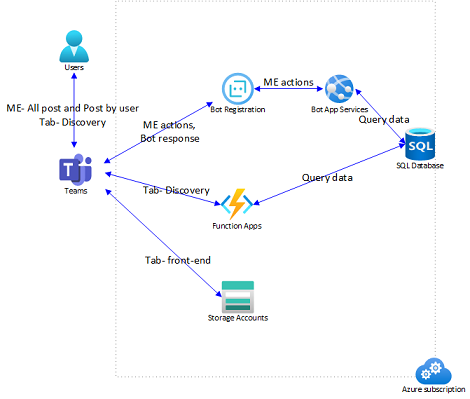 Users
ME- All post and Post by user
Tab- Discovery
Teams
ME actions,
Bot response
Bot Registration
ME actions
Bot App Services
Query data
SQL
SQL Database
Tab- Discovery
Query data
Function Apps
Tab- front-end
Storage Accounts
Azure subscription